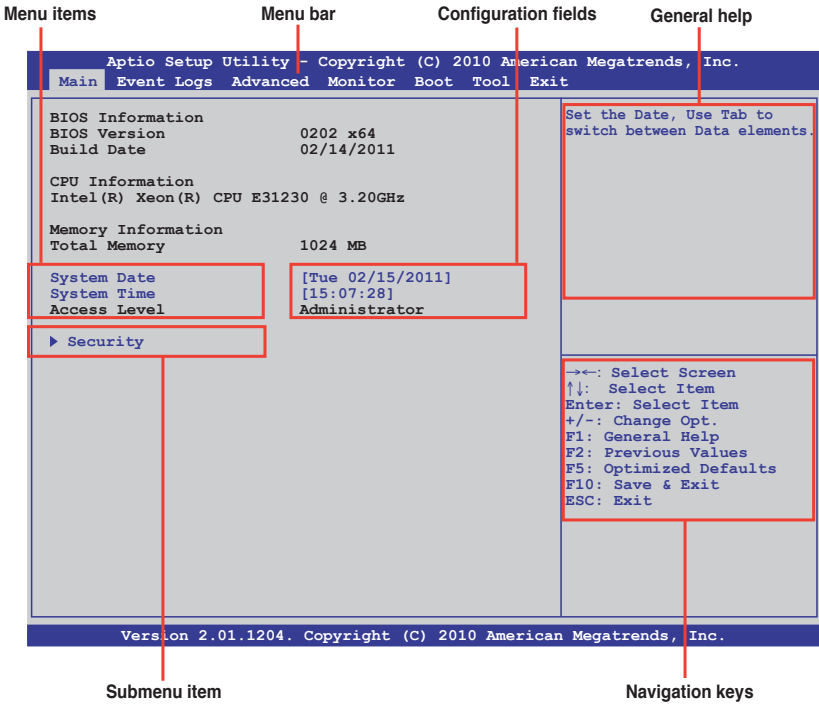 Menu items Menu bar Configuration fields General help
Aptio Setup Utility - Copyright (C) 2010 American Megatrends, Inc.
Main Event Logs Advanced Monitor Boot Tool Exit
BIOS Information
BIOS Version 0202 x64
Build Date 02/14/2011
CPU Information
Intel(R) Xeon(R) CPU E31230 @ 3.20GHz
Memory Information
Total Memory 1024 MB
System Date [Tue 02/15/2011]
System Time [15:07:28]
Access Level Administrator
Security
Set the Date, Use Tab to
switch between Data elements.
→←: Select Screen
↑↓: Select Item
Enter: Select Item
+/-: Change Opt.
F1: General Help
F2: Previous Values
F5: Optimized Defaults
F10: Save & Exit
ESC: Exit
Version 2.01.1204. Copyright (C) 2010 American Megatrends, Inc.
Submenu item Navigation keys